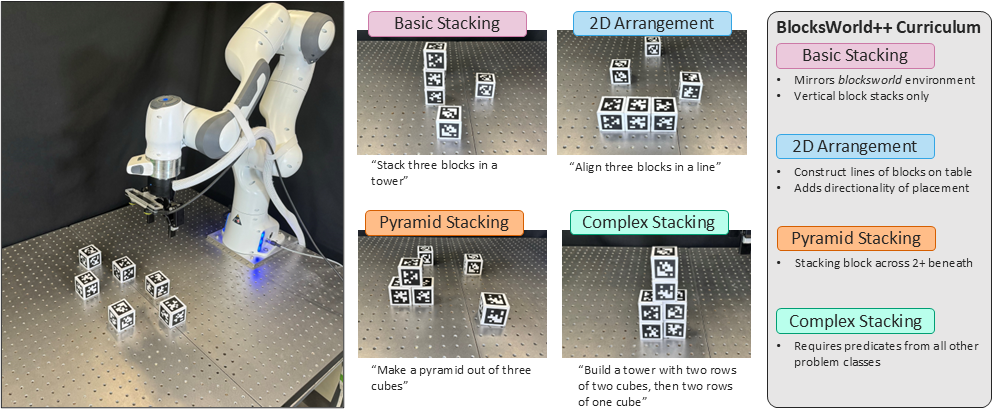 Basic Stacking
2D Arrangement
"Stack three blocks in a
tower"
"Align three blocks in a line"
Pyramid Stacking
Complex Stacking
"Make a pyramid out of three
cubes"
"Build a tower with two rows
of two cubes, then two rows
of one cube"
BlocksWorld++ Curriculum
Basic Stacking
• Mirrors blocksworld environment
• Vertical block stacks only
2D Arrangement
• Construct lines of blocks on table
• Adds directionality of placement
Pyramid Stacking
• Stacking block across 2+ beneath
Complex Stacking
• Requires predicates from all other
problem classes